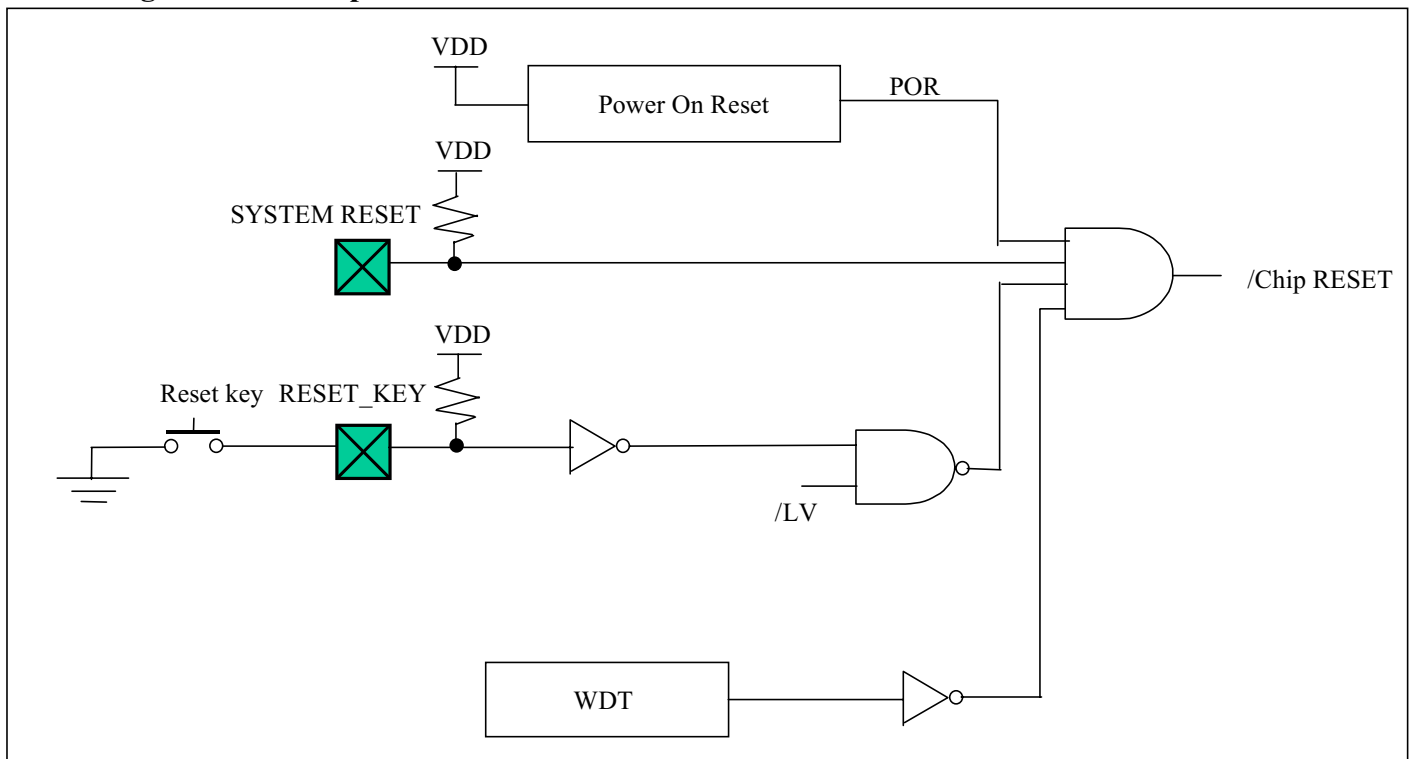 VDD
Power On Reset
POR
VDD
SYSTEM RESET
/Chip RESET
VDD
Reset key
RESET_KEY
/LV
WDT